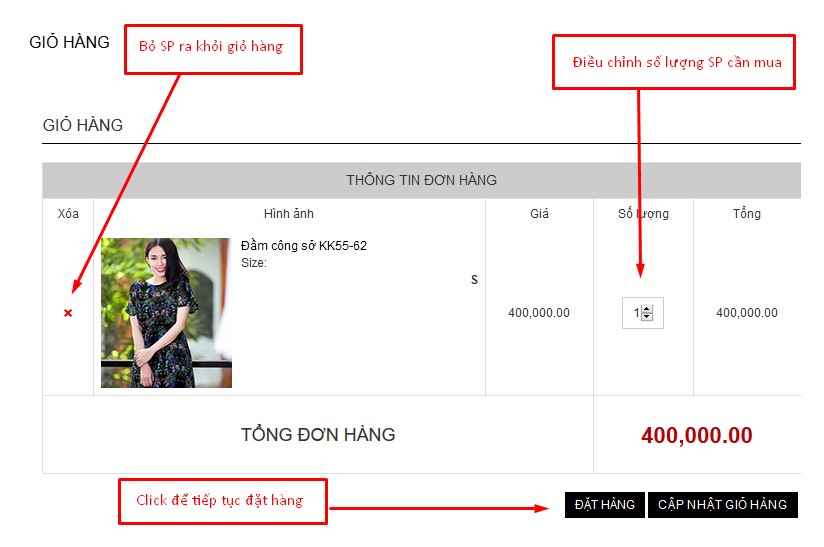 GIỎ HÀNG
Bỏ SP ra khỏi giỏ hàng
Điều chỉnh số lượng SP cần mua
GIỎ HÀNG
THÔNG TIN ĐƠN HÀNG
Xóa Hình ảnh Giá Số lượng Tổng
Đầm công sở KK55-62
Size:
S
400,000.00 1 400,000.00
TỔNG ĐƠN HÀNG 400,000.00
Click để tiếp tục đặt hàng
ĐẶT HÀNG CẬP NHẬT GIỎ HÀNG